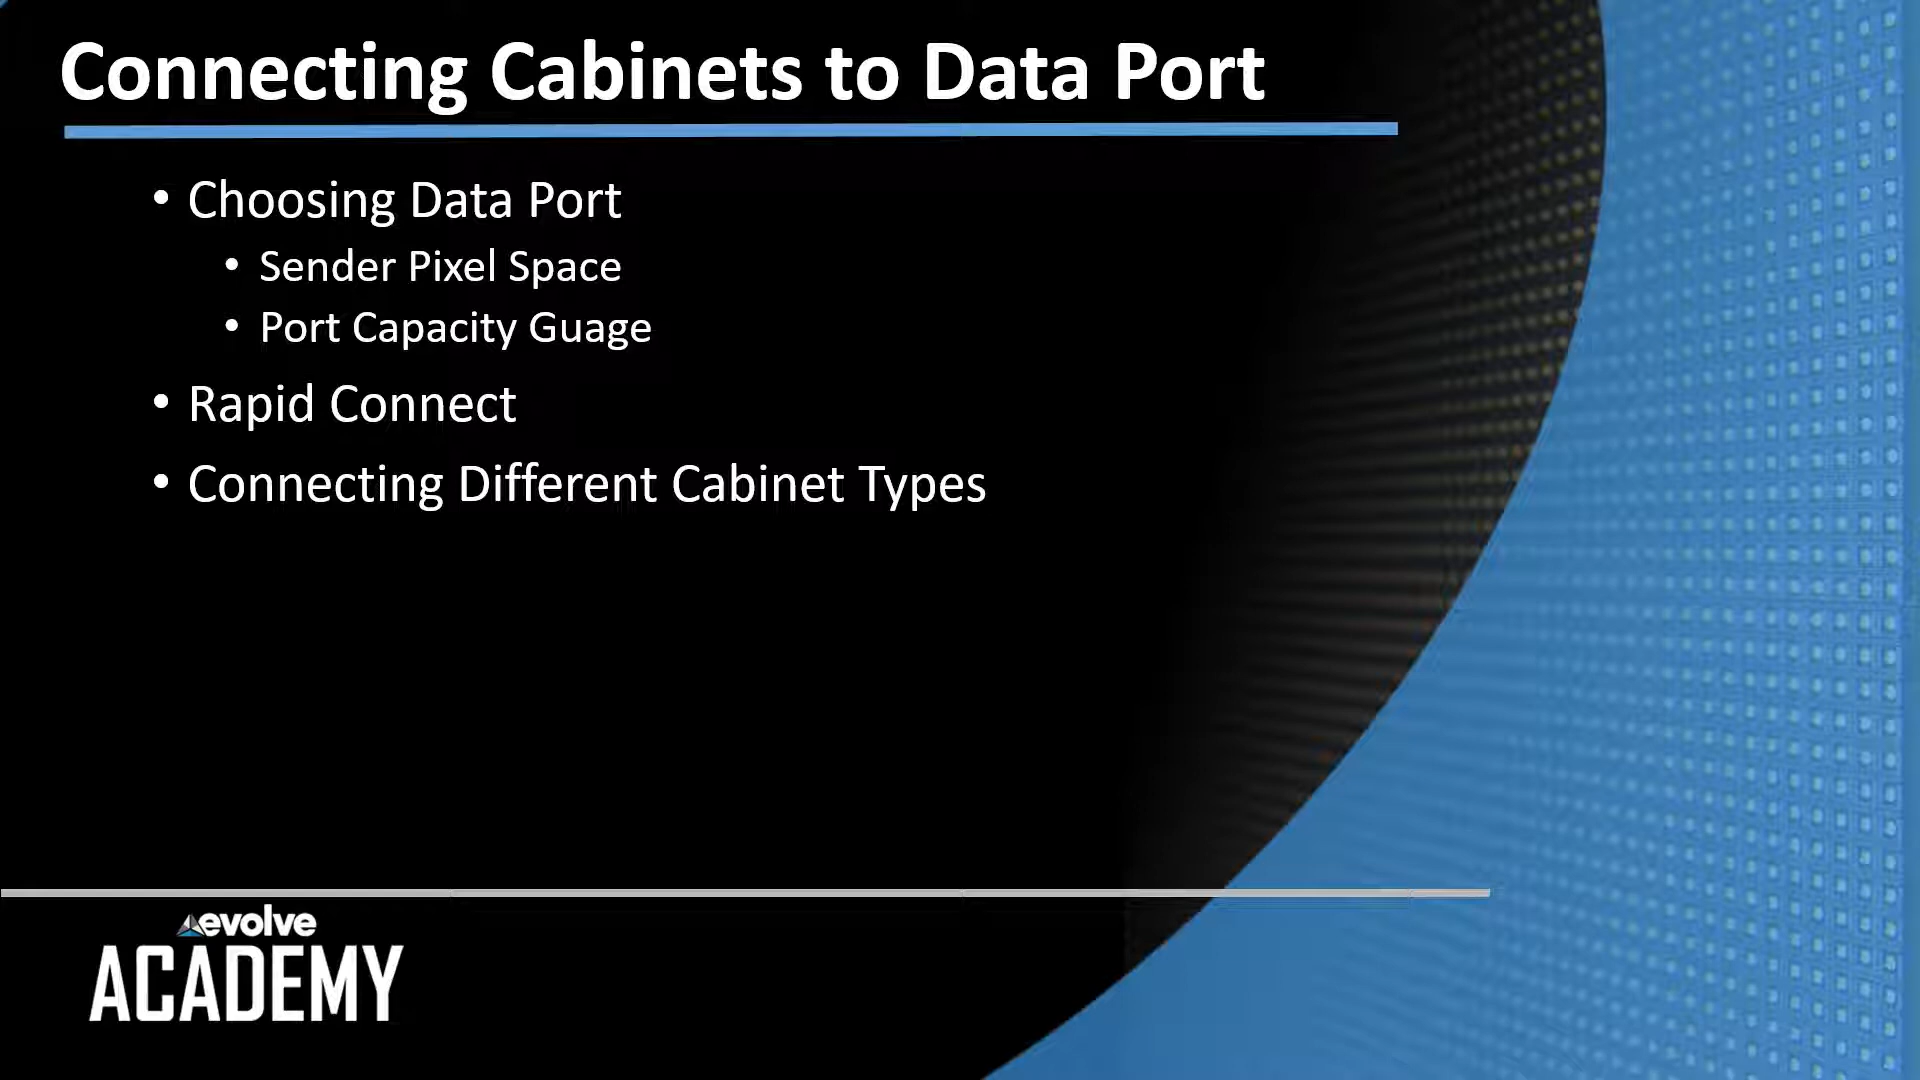 Connecting Cabinets to Data Port
• Choosing Data Port
• Sender Pixel Space
• Port Capacity Guage
• Rapid Connect
• Connecting Different Cabinet Types
evolve
ACADEMY